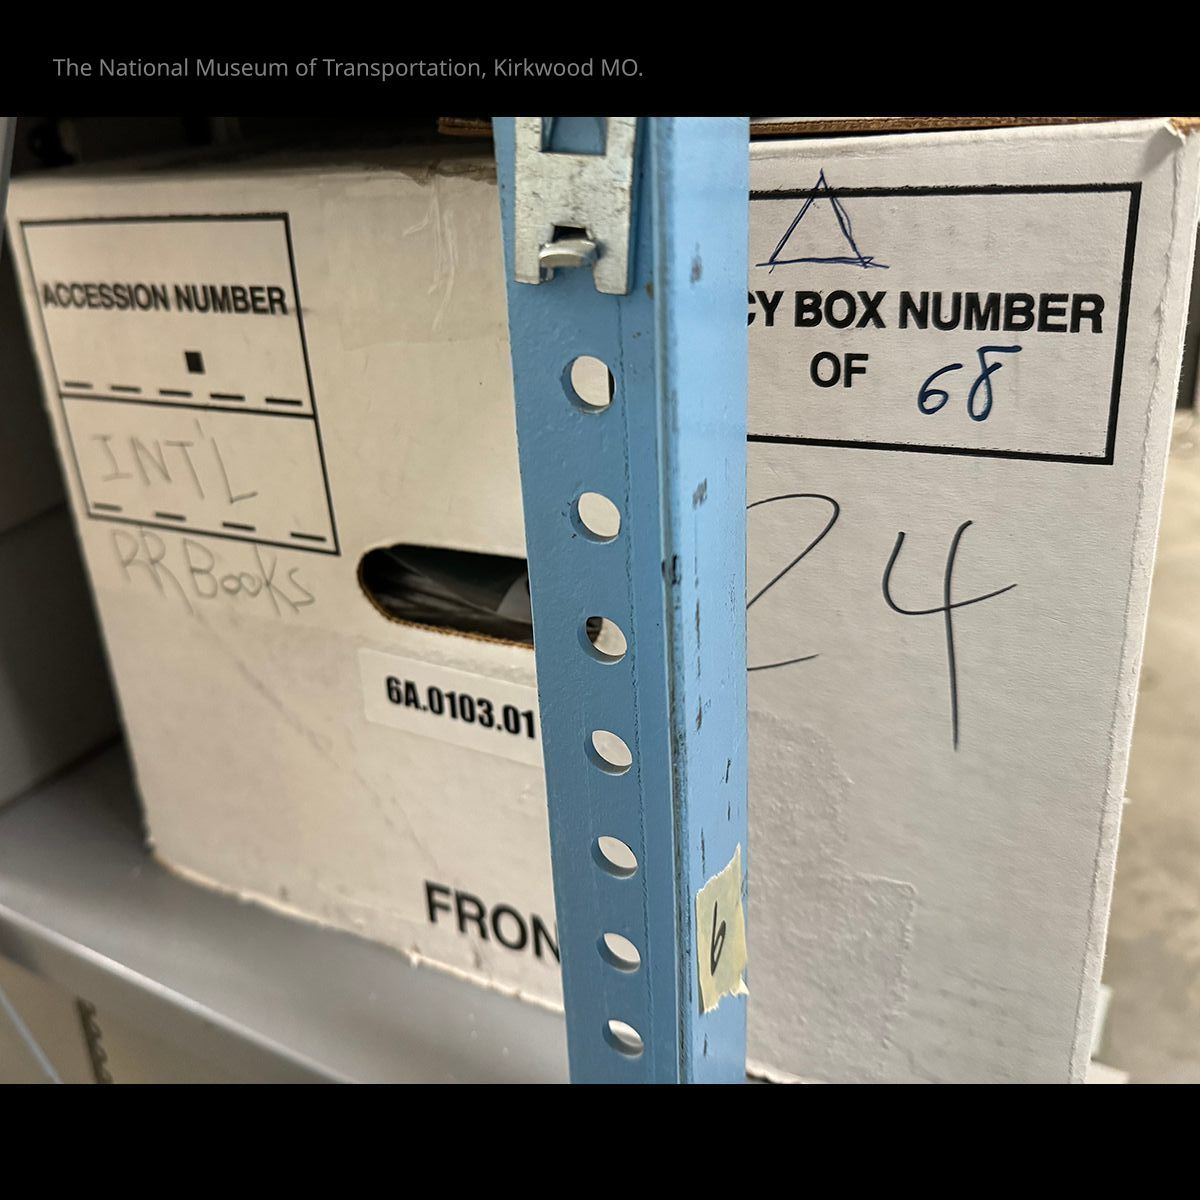 The National Museum of Transportation, Kirkwood MO.
ACCESSION NUMBER
INT'L
RR Books
6A.0103.01
FRON
CY BOX NUMBER
OF 68
24
6